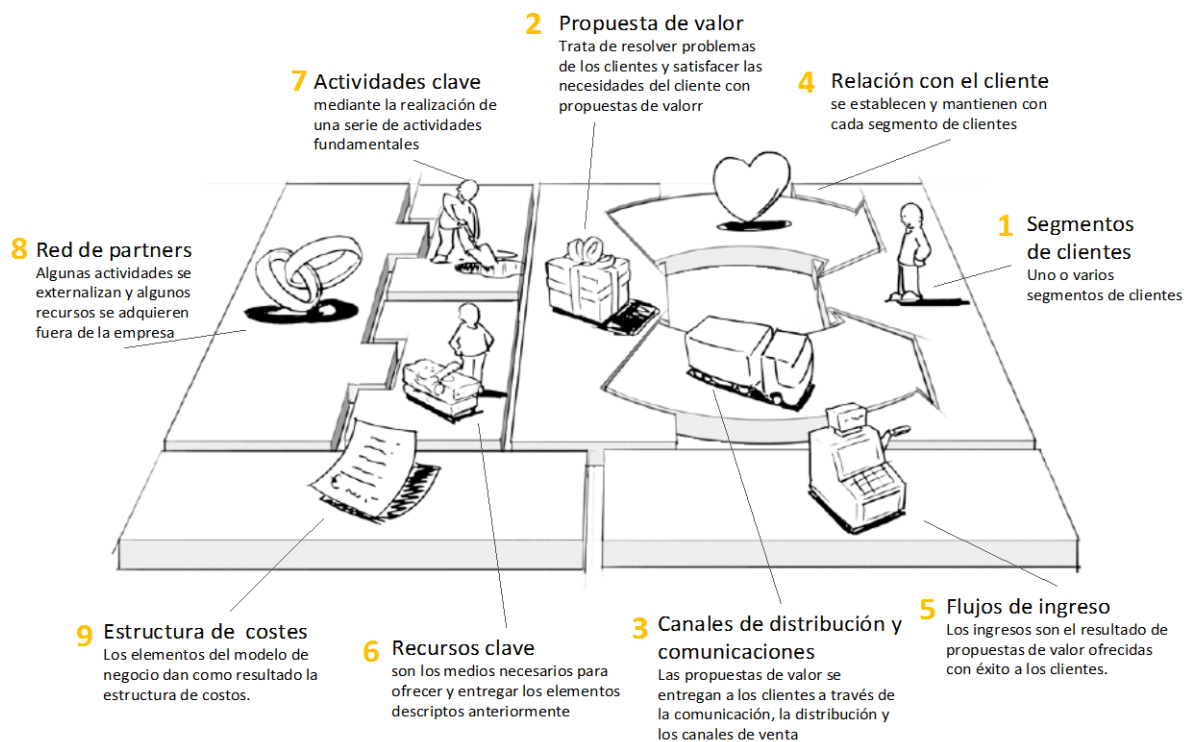 2 Propuesta de valor
Trata de resolver problemas
de los clientes y satisfacer las
necesidades del cliente con
propuestas de valorr
7 Actividades clave
mediante la realización de
una serie de actividades
fundamentales
4 Relación con el cliente
se establecen y mantienen con
cada segmento de clientes
8 Red de partners
Algunas actividades se
externalizan y algunos
recursos se adquieren
fuera de la empresa
1 Segmentos
de clientes
Uno o varios
segmentos de clientes
9 Estructura de costes
Los elementos del modelo de
negocio dan como resultado la
estructura de costos.
6 Recursos clave
son los medios necesarios para
ofrecer y entregar los elementos
descriptos anteriormente
3 Canales de distribución y
comunicaciones
Las propuestas de valor se
entregan a los clientes a través de
la comunicación, la distribución y
los canales de venta
5 Flujos de ingreso
Los ingresos son el resultado de
propuestas de valor ofrecidas
con éxito a los clientes.